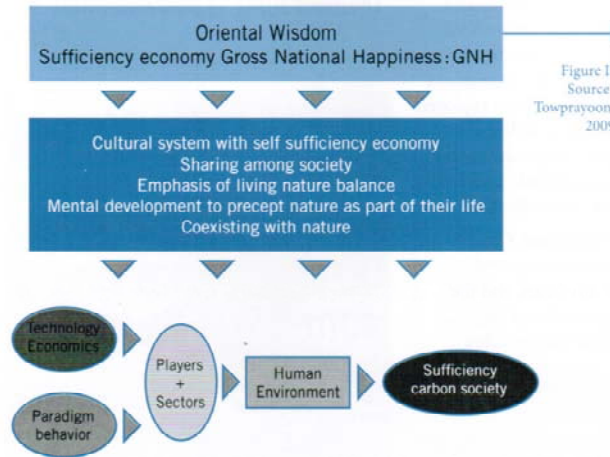 Oriental Wisdom
Sufficiency economy Gross National Happiness: GNH
Figure I
Source:
Towprayoon
2009
Cultural system with self sufficiency economy
Sharing among society
Emphasis of living nature balance
Mental development to precept nature as part of their life
Coexisting with nature
Technology
Economics
Players
+
Sectors
Human
Environment
Sufficiency
carbon society
Paradigm
behavior